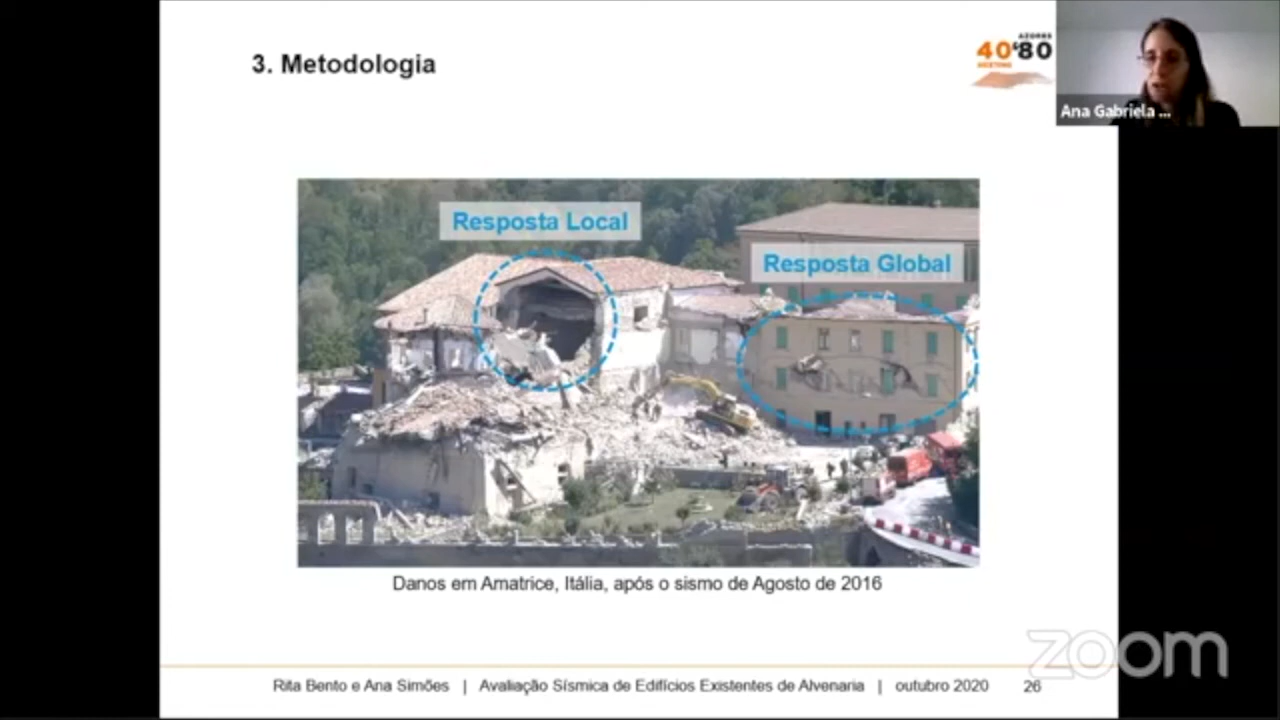 3. Metodologia
AZORES
40'80
MEETING
Ana Gabriela ...
Resposta Local
Resposta Global
Danos em Amatrice, Itália, após o sismo de Agosto de 2016
zoom
Rita Bento e Ana Simões | Avaliação Sísmica de Edifícios Existentes de Alvenaria | outubro 2020 26